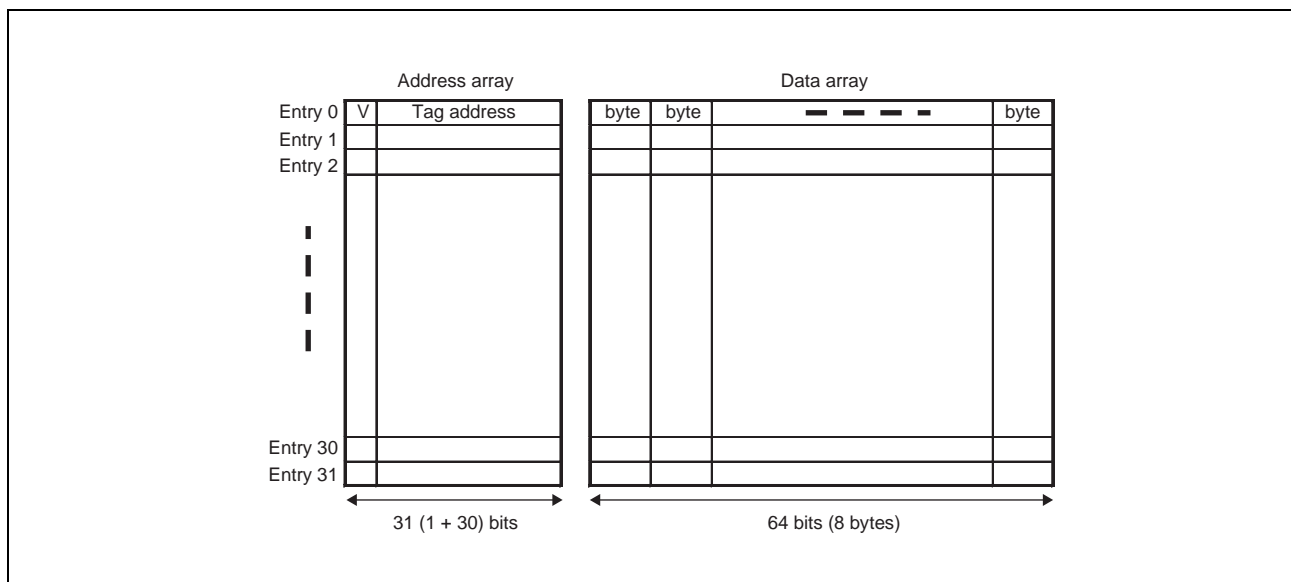 Address array
Data array
Entry 0 V Tag address byte byte byte
Entry 1
Entry 2
Entry 30
Entry 31
31 (1 + 30) bits
64 bits (8 bytes)